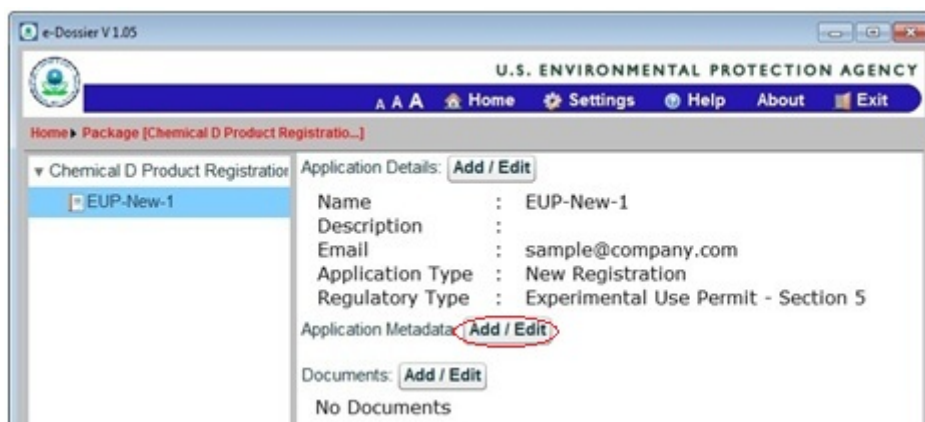 e-Dossier V 1.05
U.S. ENVIRONMENTAL PROTECTION AGENCY
A A A Home Settings Help About Exit
Home Package [Chemical D Product Registratio...]
Chemical D Product Registration
EUP-New-1
Application Details: Add / Edit
Name : EUP-New-1
Description :
Email : sample@company.com
Application Type : New Registration
Regulatory Type : Experimental Use Permit - Section 5
Application Metadata Add / Edit
Documents: Add / Edit
No Documents